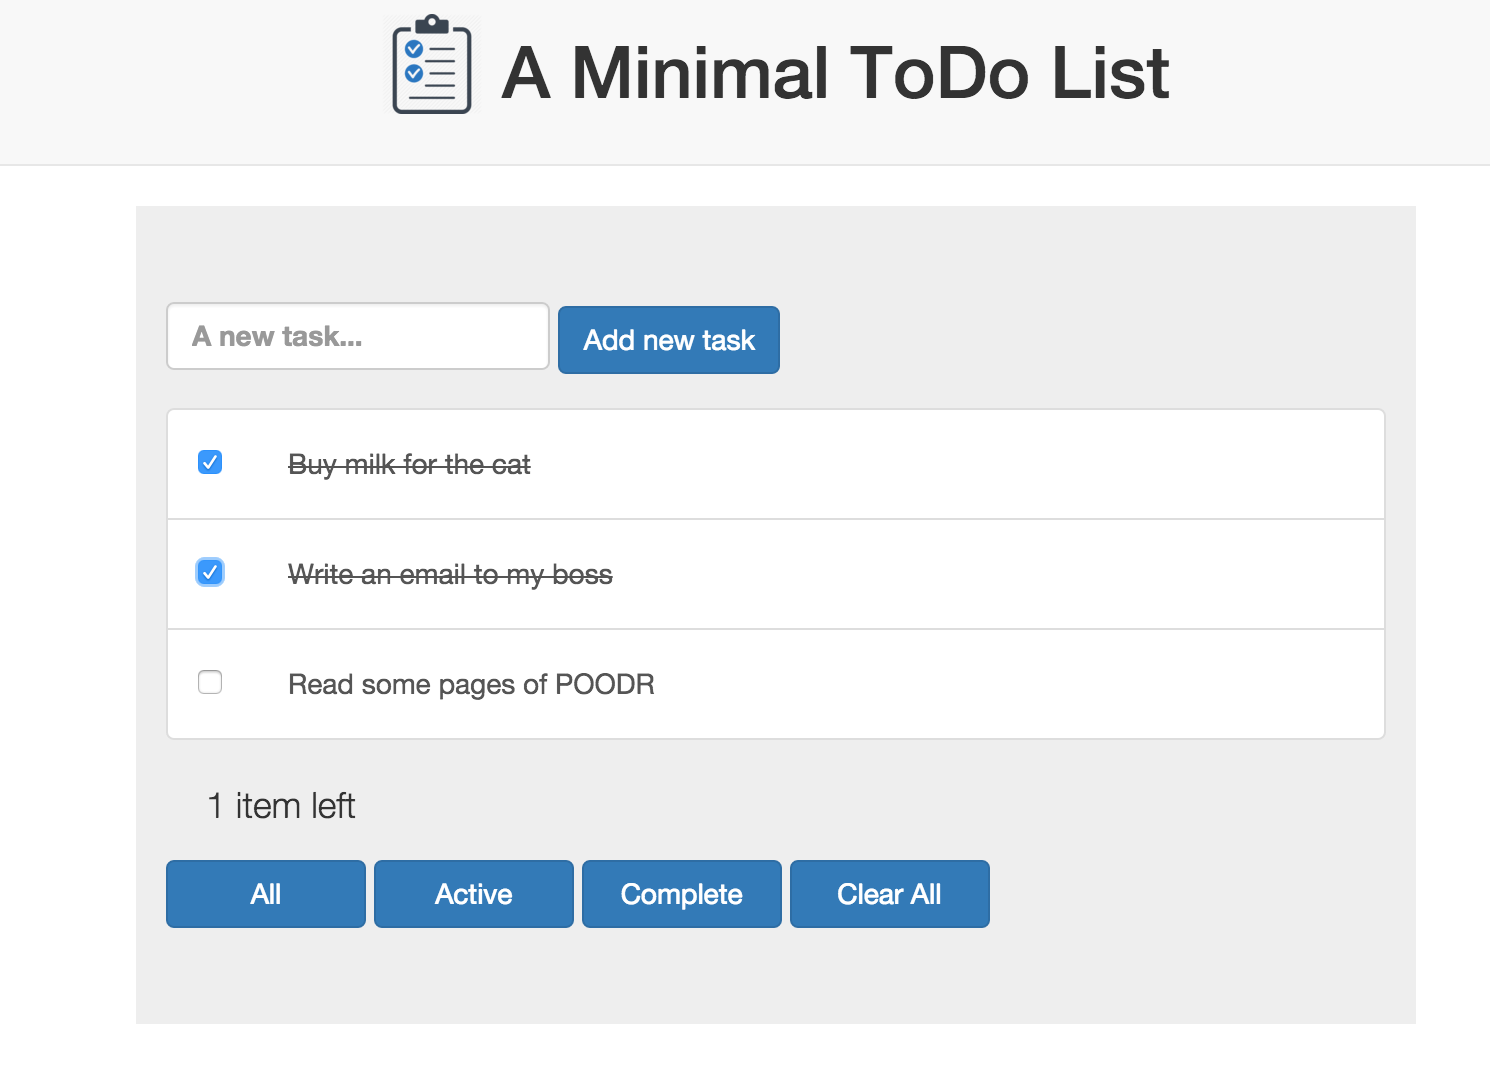 A Minimal ToDo List
A new task...
Add new task
Buy milk for the cat
Write an email to my boss
Read some pages of POODR
1 item left
All
Active
Complete
Clear All